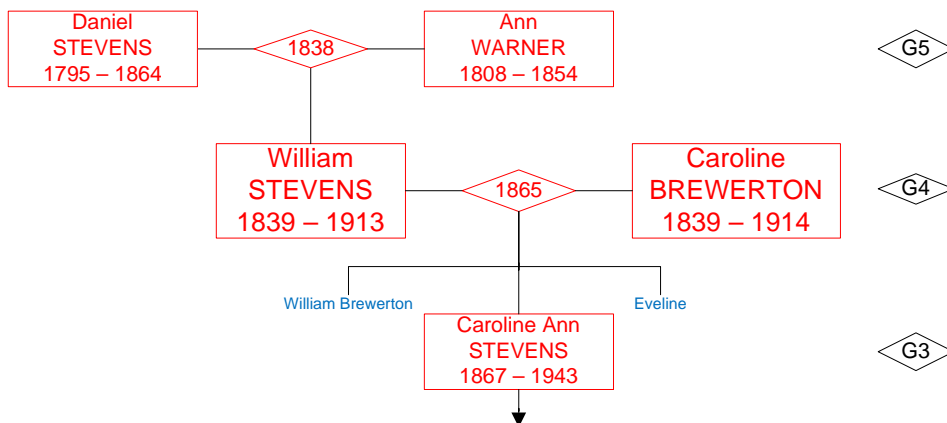 Daniel
STEVENS
1795 – 1864
1838
Ann
WARNER
1808 – 1854
G5
William
STEVENS
1839 – 1913
1865
Caroline
BREWERTON
1839 – 1914
G4
William Brewerton
Eveline
Caroline Ann
STEVENS
1867 – 1943
G3